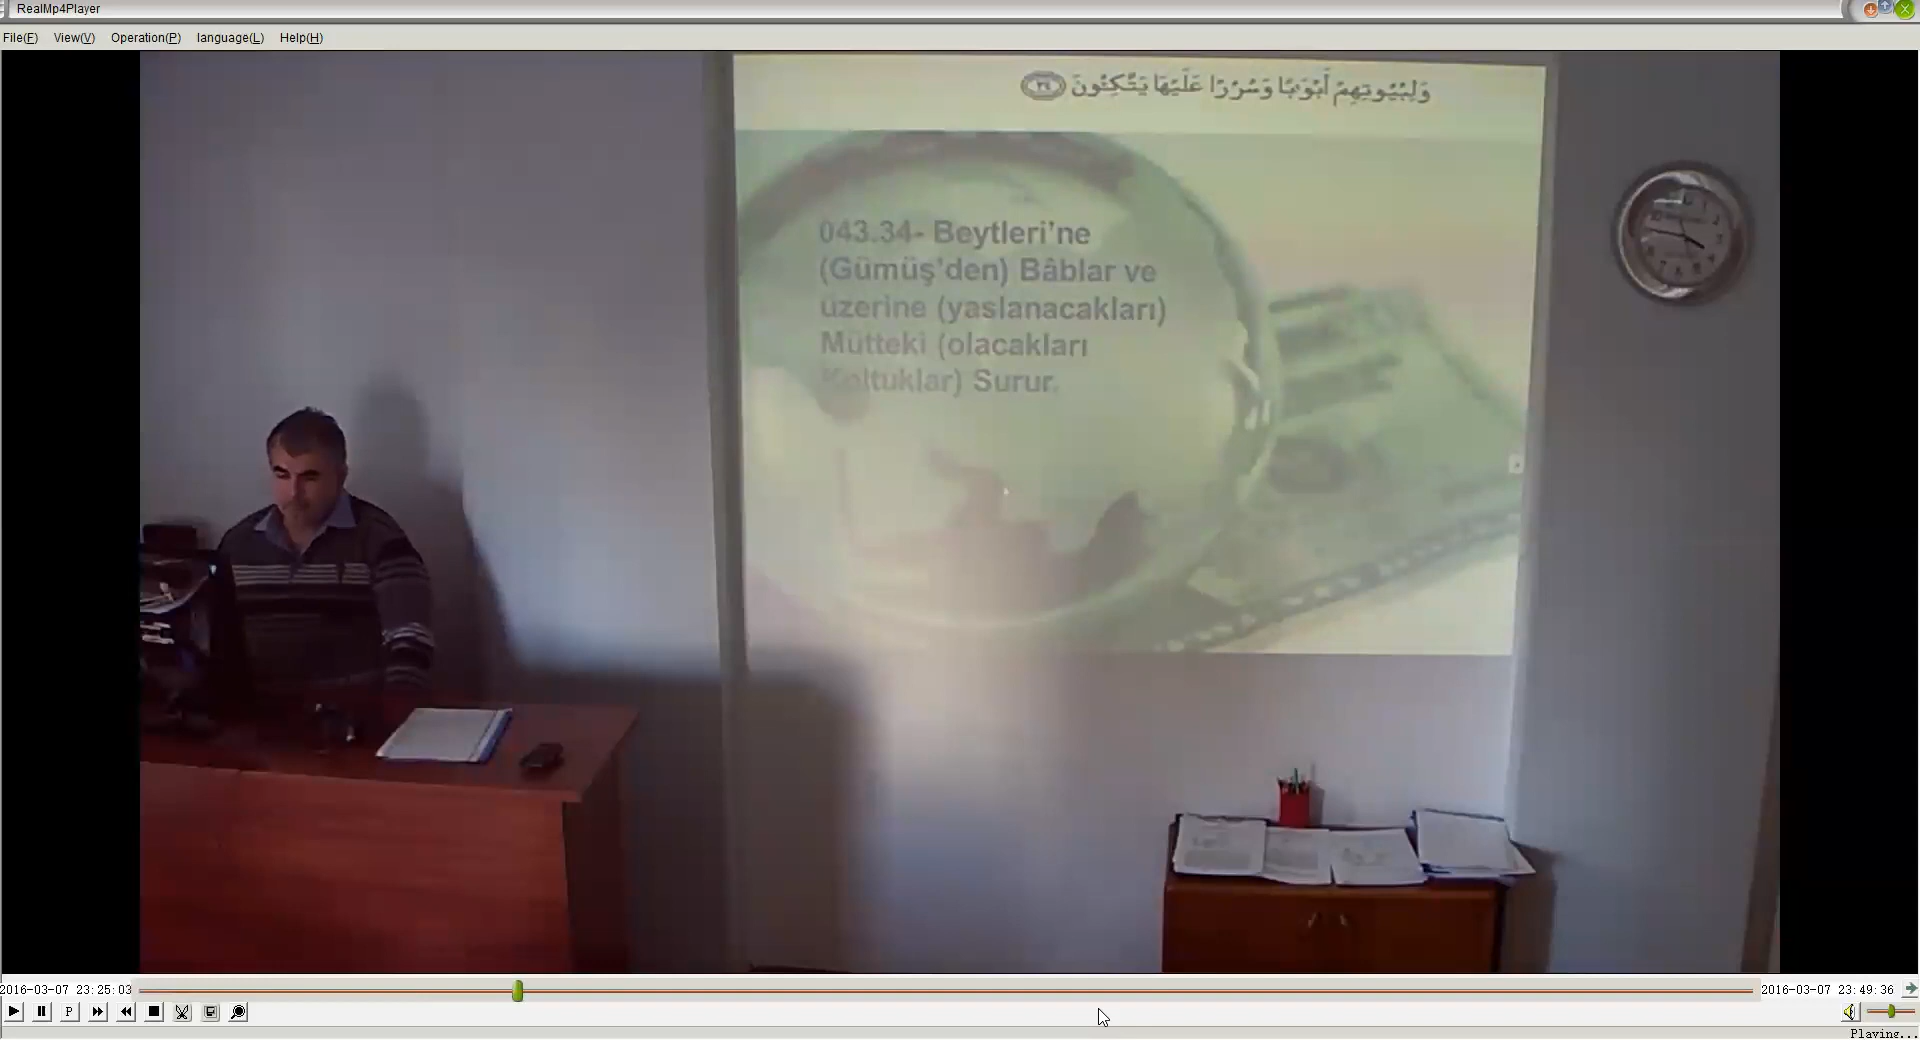 RealMp4Player
File(F) View(V) Operation(P) language(L) Help(H)
وَلِبُيُوتِهِمْ أَبْوَٰبًا وَسُرُرًا عَلَيْهَا يَتَّكِـُٔونَ ﴿٣٤﴾
043.34- Beytleri'ne
(Gümüş'den) Bâblar ve
üzerine (yaslanacakları)
Mütteki (olacakları
Koltuklar) Surur.
2016-03-07 23:25:03
2016-03-07 23:49:36
P
Playing...